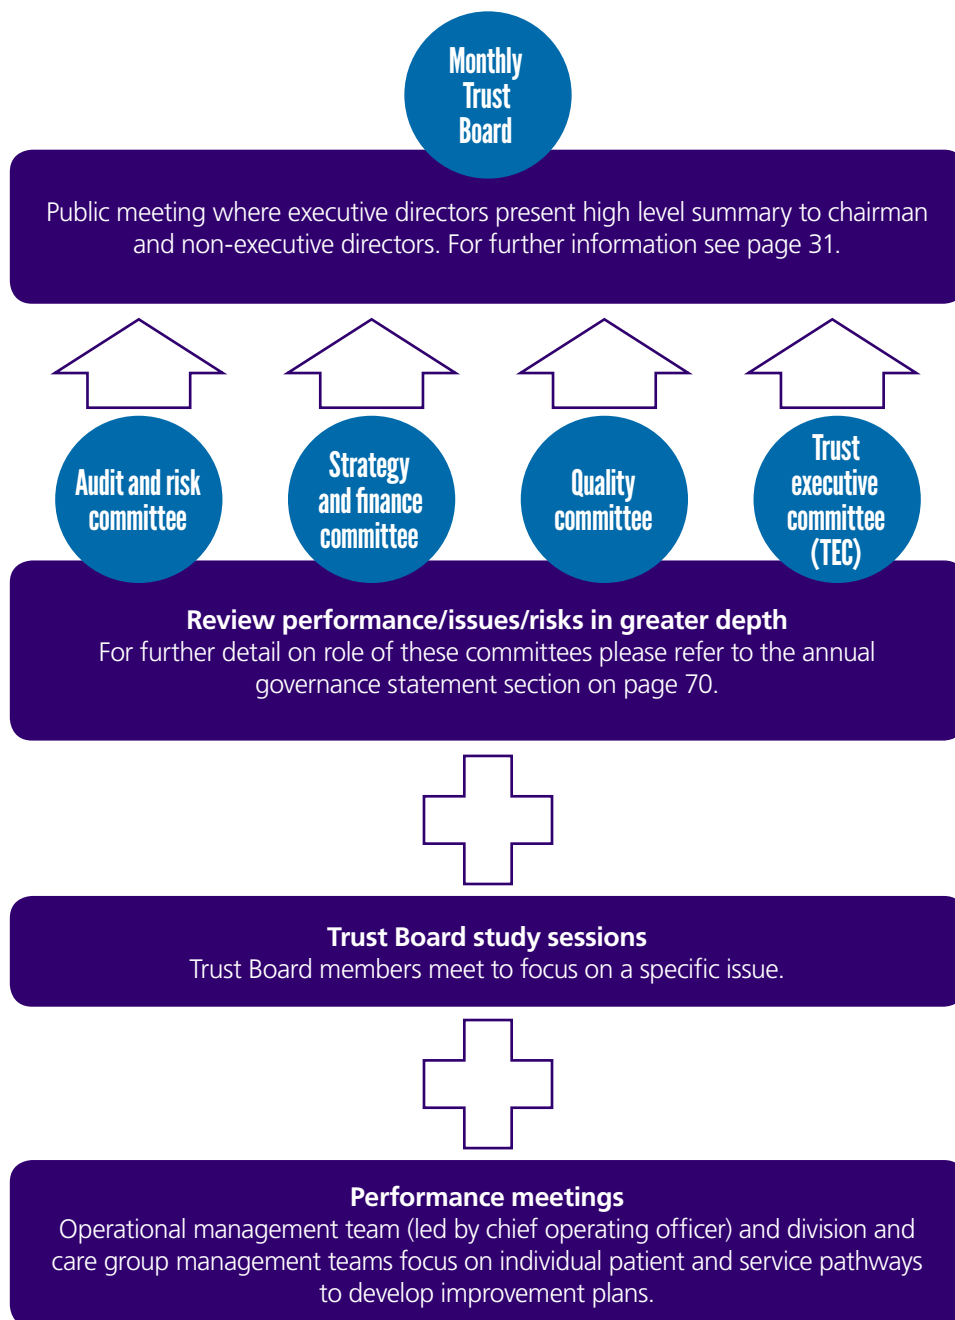 Monthly
Trust
Board
Public meeting where executive directors present high level summary to chairman
and non-executive directors. For further information see page 31.
Audit and risk
committee
Strategy
and finance
committee
Quality
committee
Trust
executive
committee
(TEC)
Review performance/issues/risks in greater depth
For further detail on role of these committees please refer to the annual
governance statement section on page 70.
Trust Board study sessions
Trust Board members meet to focus on a specific issue.
Performance meetings
Operational management team (led by chief operating officer) and division and
care group management teams focus on individual patient and service pathways
to develop improvement plans.